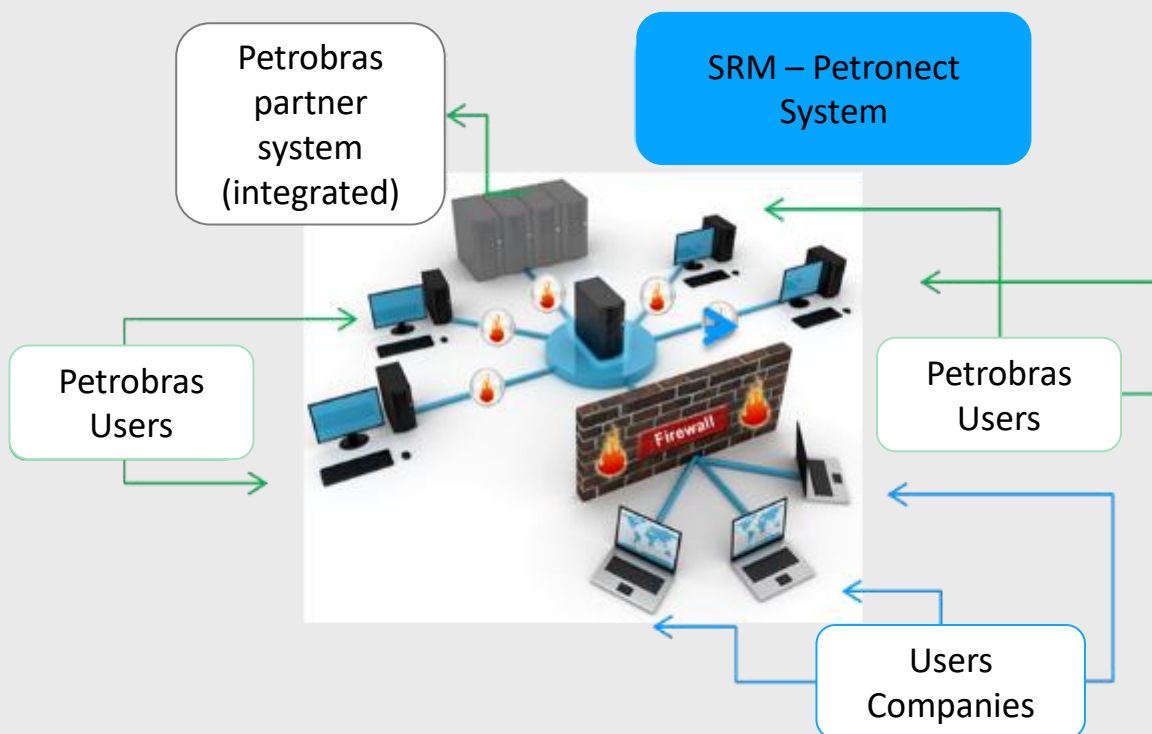 Petrobras
partner
system
(integrated)
SRM – Petronect
System
Petrobras
Users
Petrobras
Users
Firewall
Users
Companies